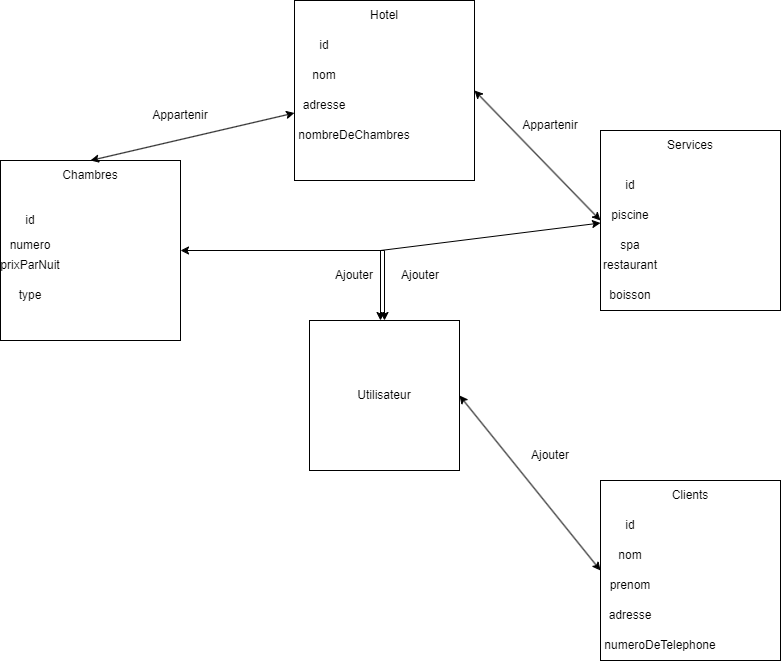 Hotel
id
nom
adresse
nombreDeChambres
Appartenir
Appartenir
Chambres
id
numero
prixParNuit
type
Services
id
piscine
spa
restaurant
boisson
Ajouter
Ajouter
Utilisateur
Ajouter
Clients
id
nom
prenom
adresse
numeroDeTelephone